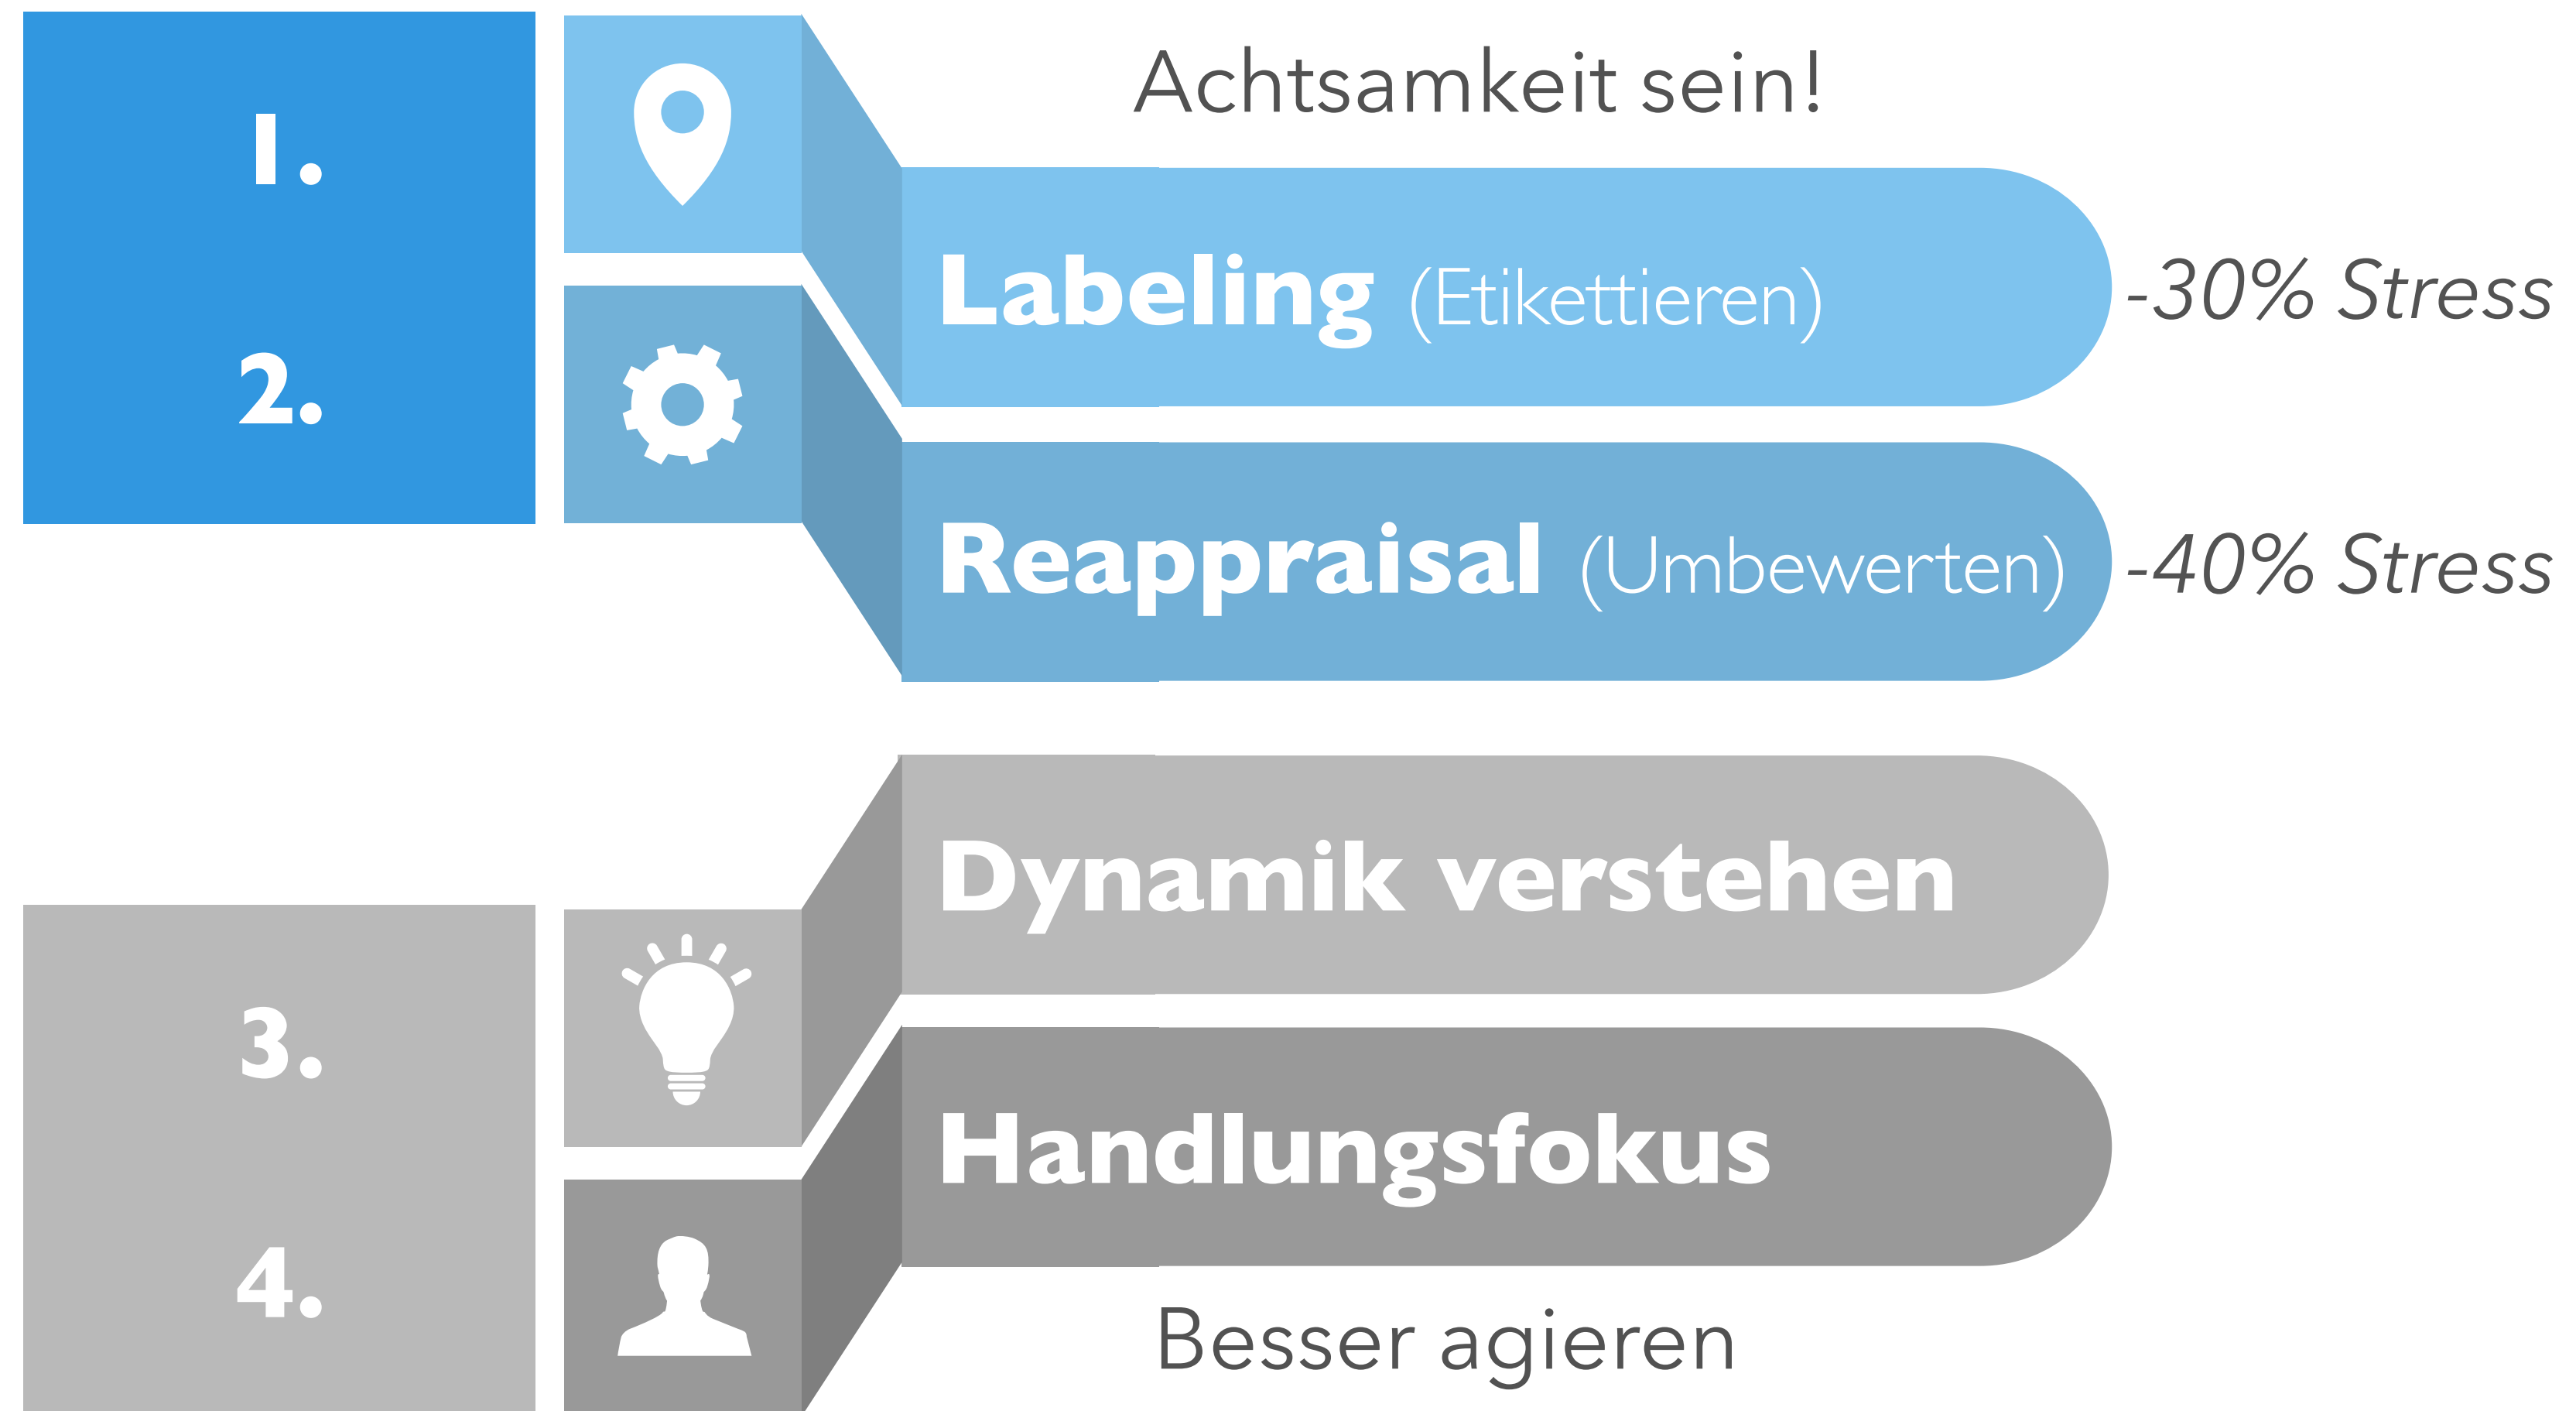 Achtsamkeit sein!
1.
Labeling (Etikettieren)
-30% Stress
2.
Reappraisal (Umbewerten)
-40% Stress
3.
Dynamik verstehen
4.
Handlungsfokus
Besser agieren